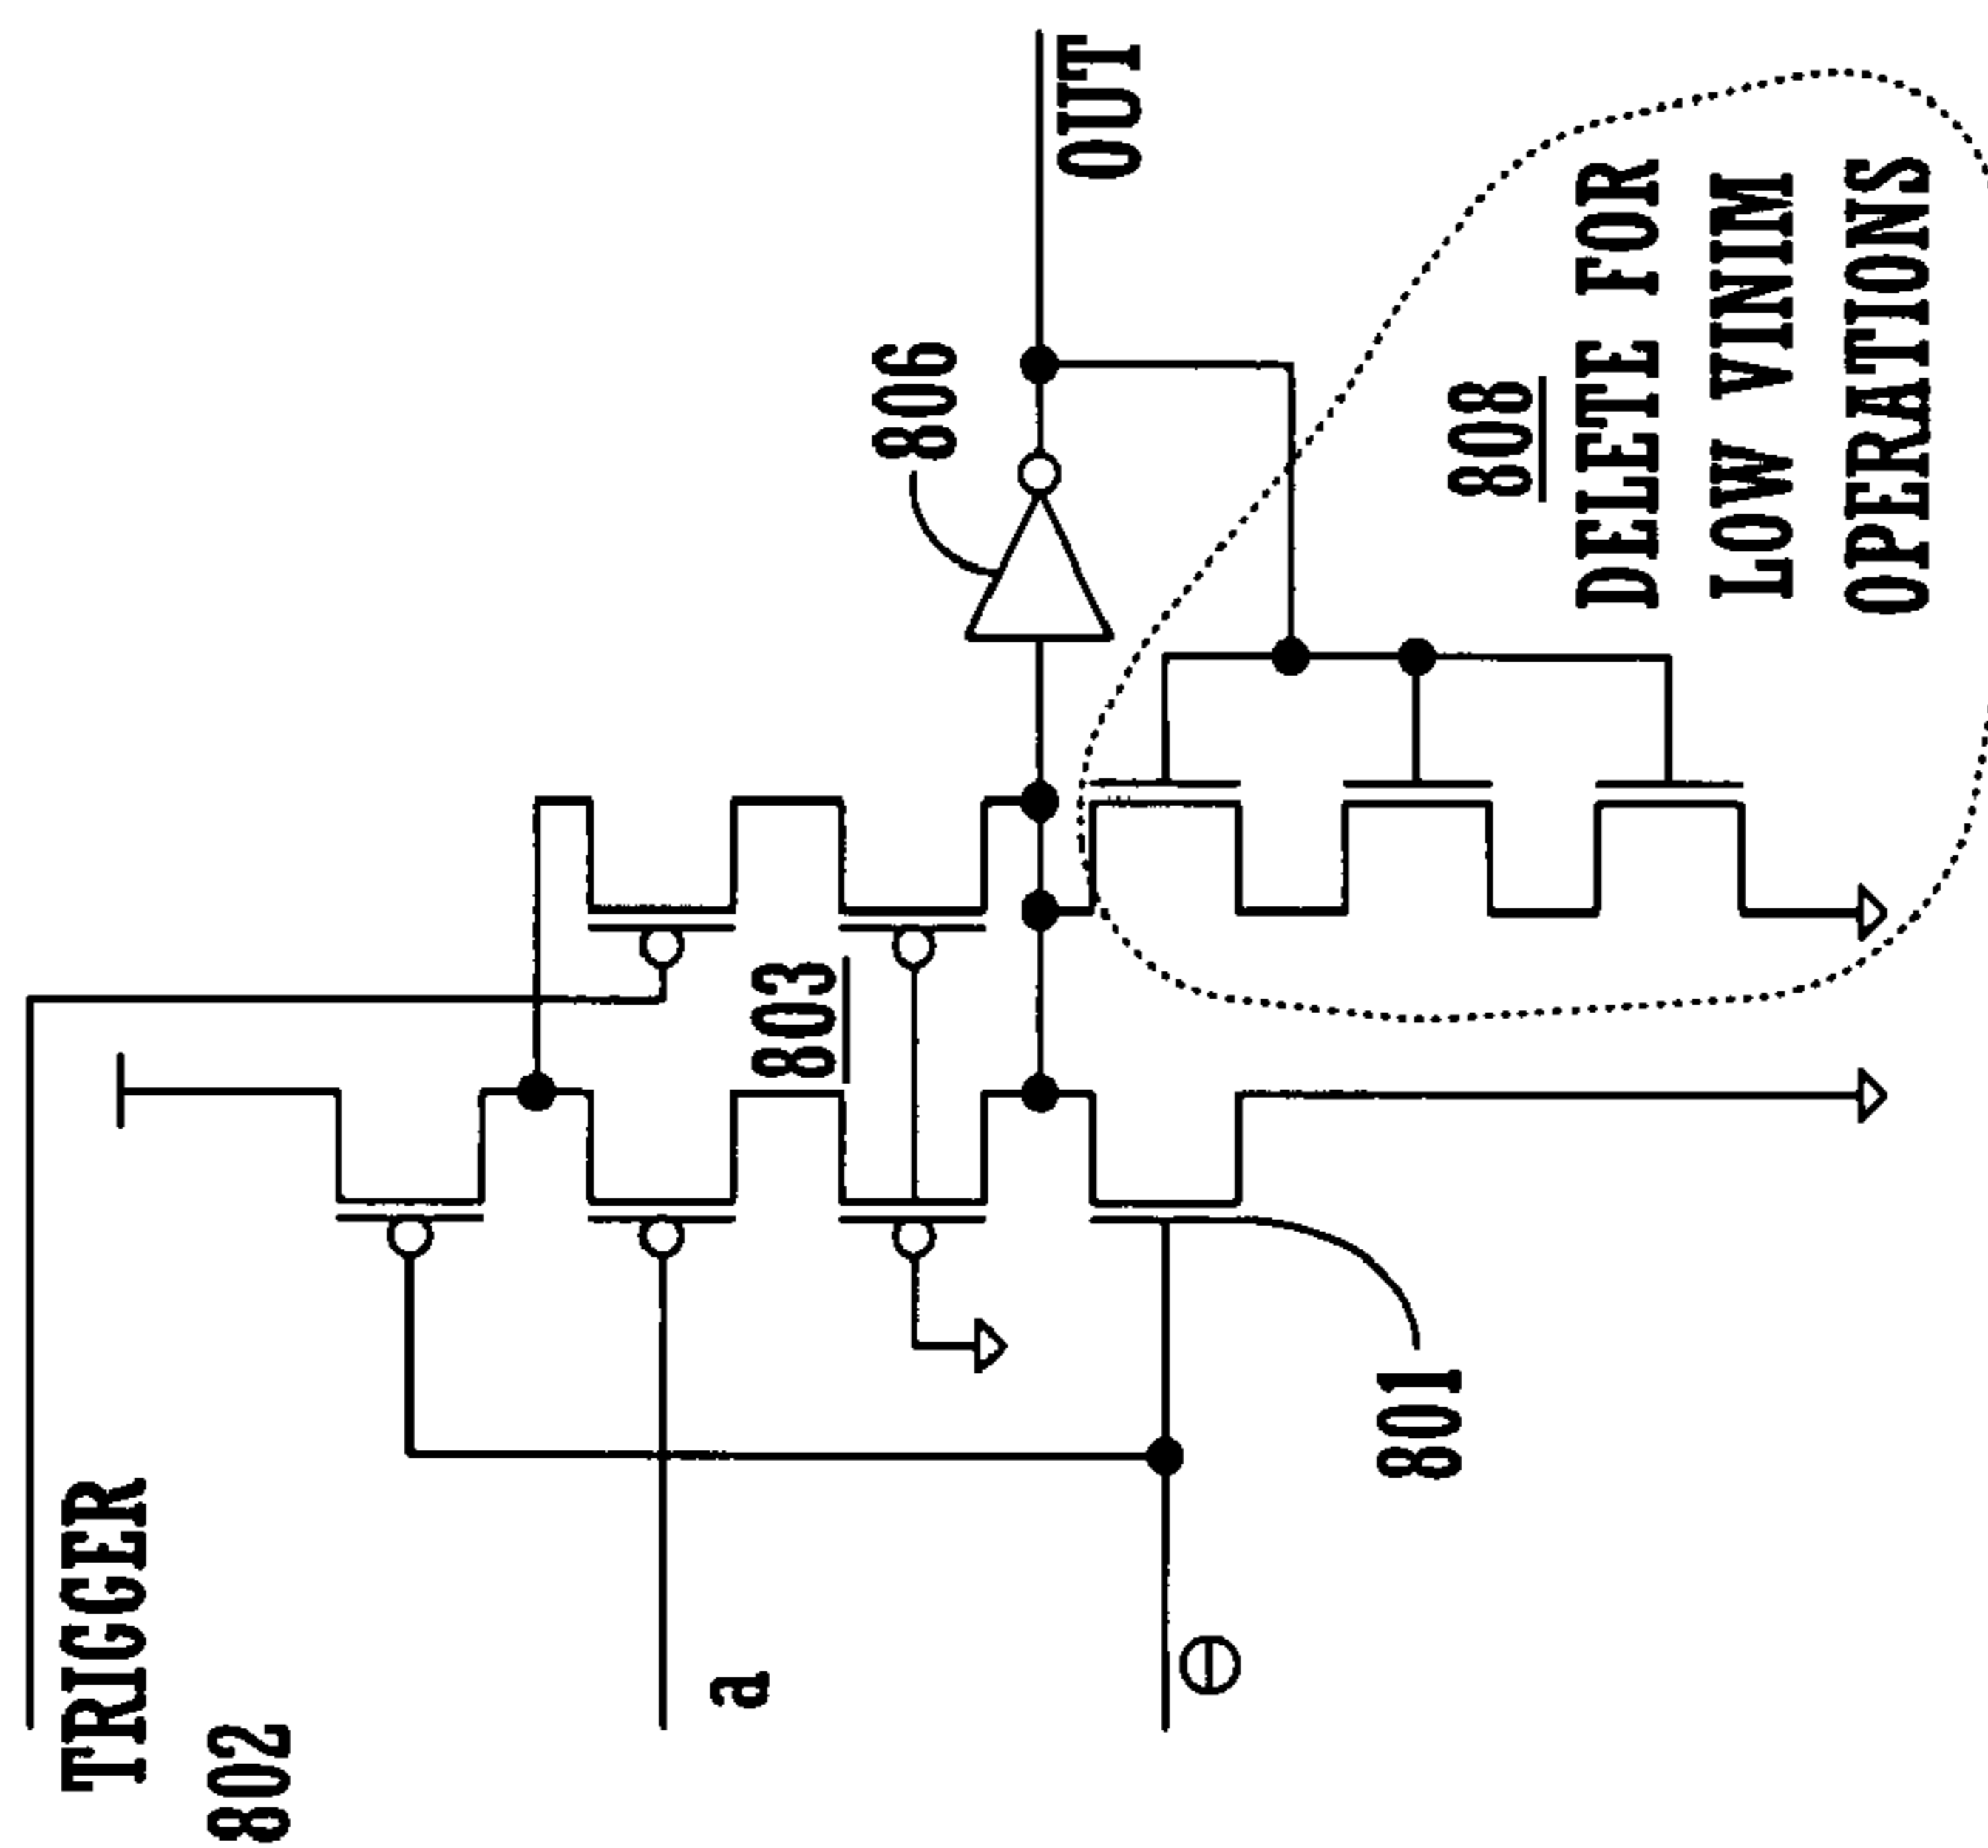 TRIGGER
802
a
Θ
801
803
806
OUT
808
DELETE FOR
LOW VINIM
OPERATIONS